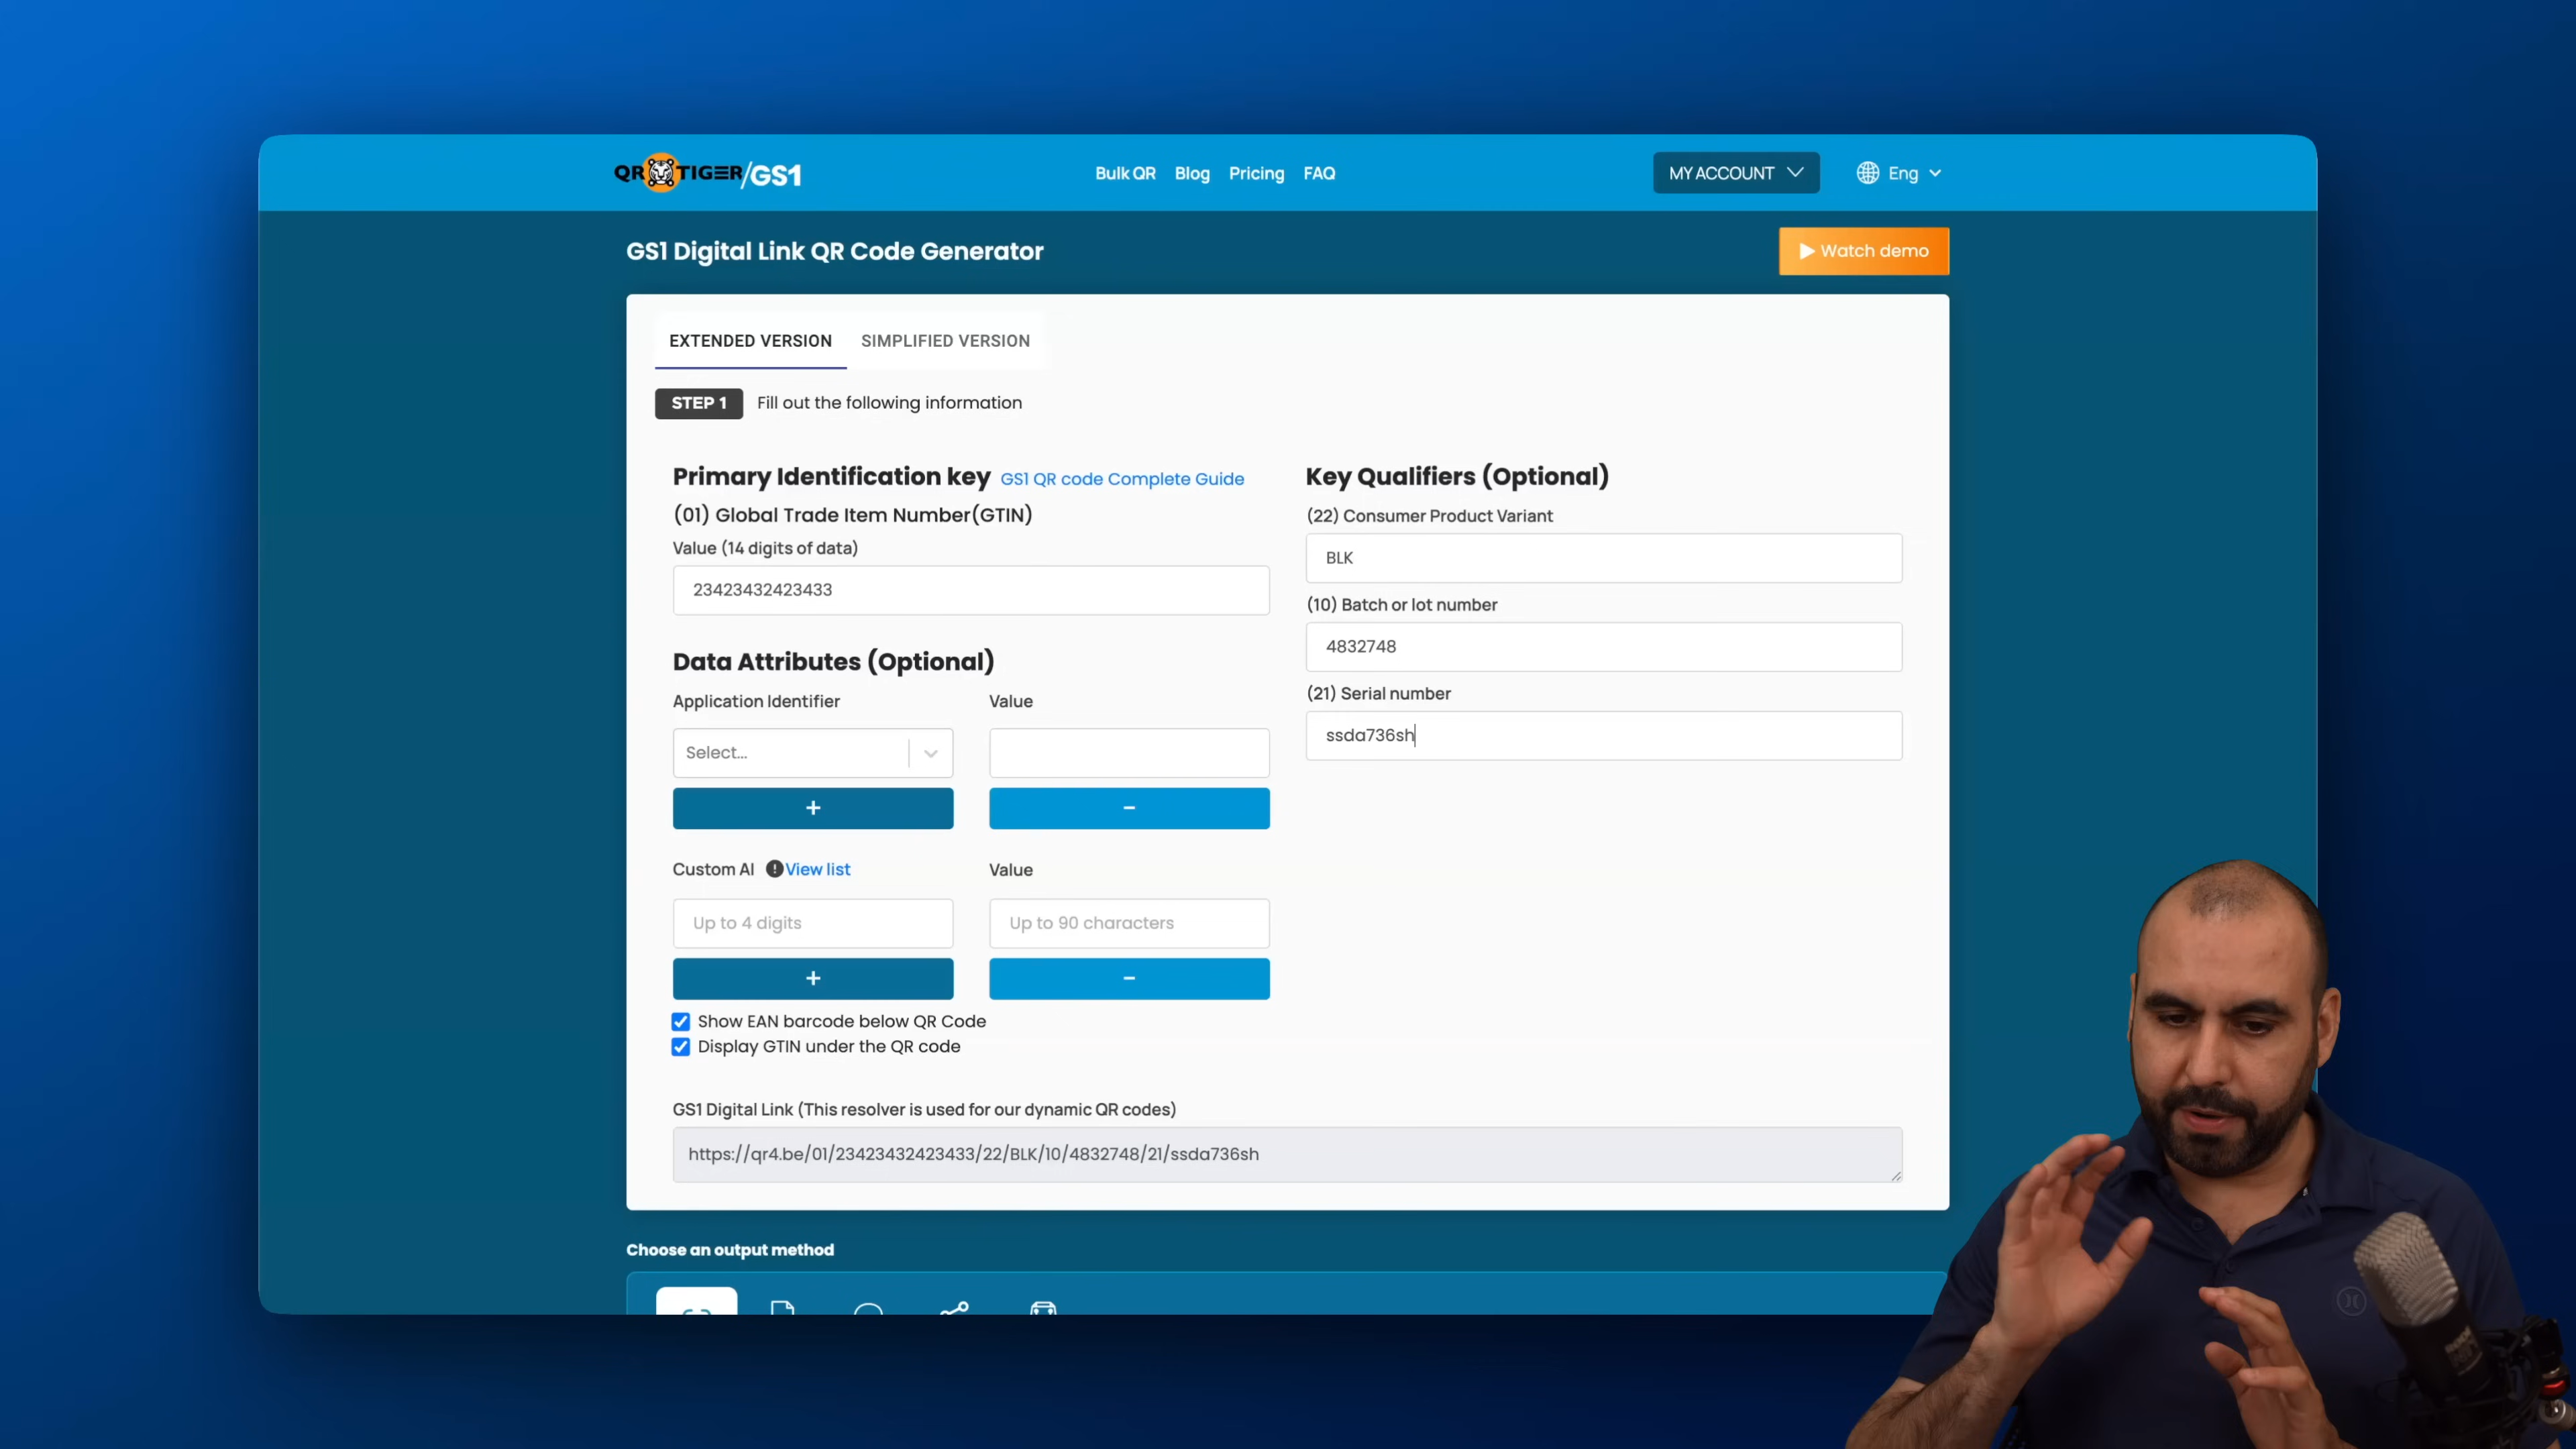 QR TIGER/GS1
Bulk QR Blog Pricing FAQ
MY ACCOUNT
Eng
GS1 Digital Link QR Code Generator
Watch demo
EXTENDED VERSION SIMPLIFIED VERSION
STEP 1 Fill out the following information
Primary Identification key GS1 QR code Complete Guide
(01) Global Trade Item Number(GTIN)
Value (14 digits of data)
23423432423433
Data Attributes (Optional)
Application Identifier Value
Select...
+ -
Custom AI ! View list Value
Up to 4 digits Up to 90 characters
+ -
Show EAN barcode below QR Code
Display GTIN under the QR code
Key Qualifiers (Optional)
(22) Consumer Product Variant
BLK
(10) Batch or lot number
4832748
(21) Serial number
ssda736sh
GS1 Digital Link (This resolver is used for our dynamic QR codes)
https://qr4.be/01/23423432423433/22/BLK/10/4832748/21/ssda736sh
Choose an output method